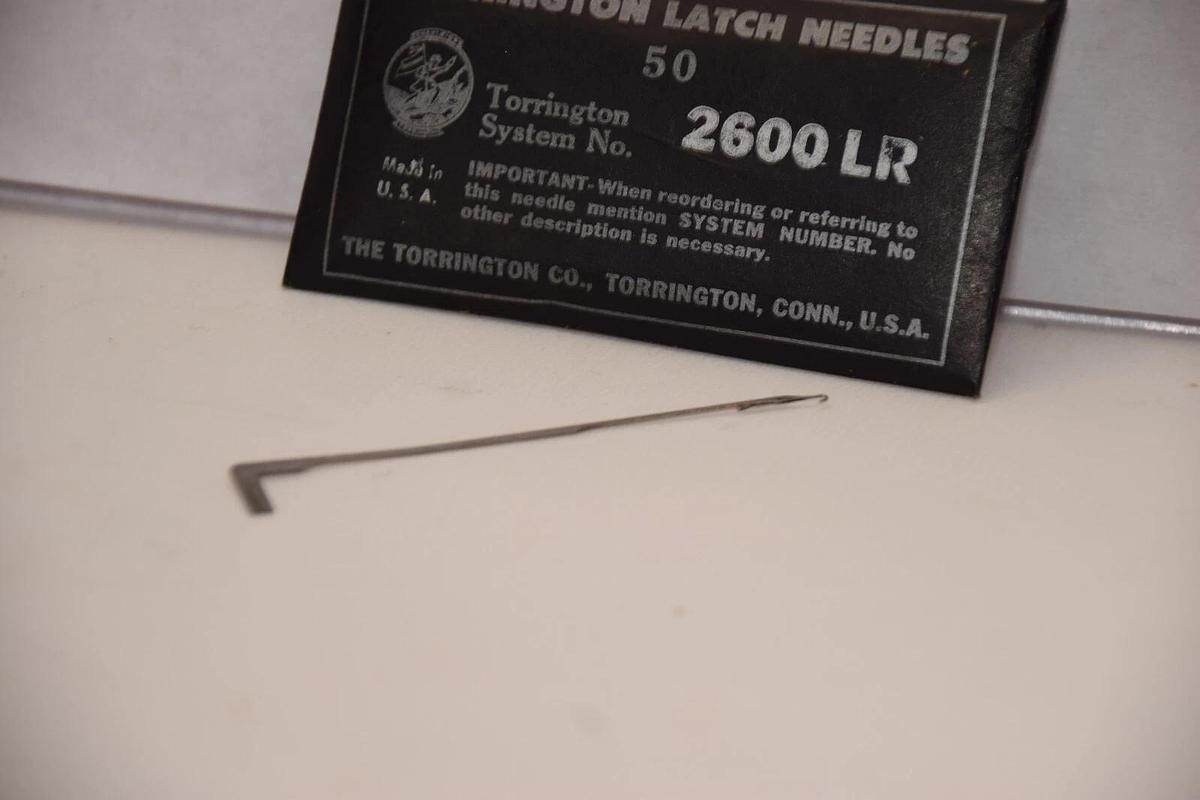 RRINGTON LATCH NEEDLES
50
Torrington
System No.
2600 LR
Made in
U. S. A.
IMPORTANT-When reordering or referring to
this needle mention SYSTEM NUMBER. No
other description is necessary.
THE TORRINGTON CO., TORRINGTON, CONN., U.S.A.